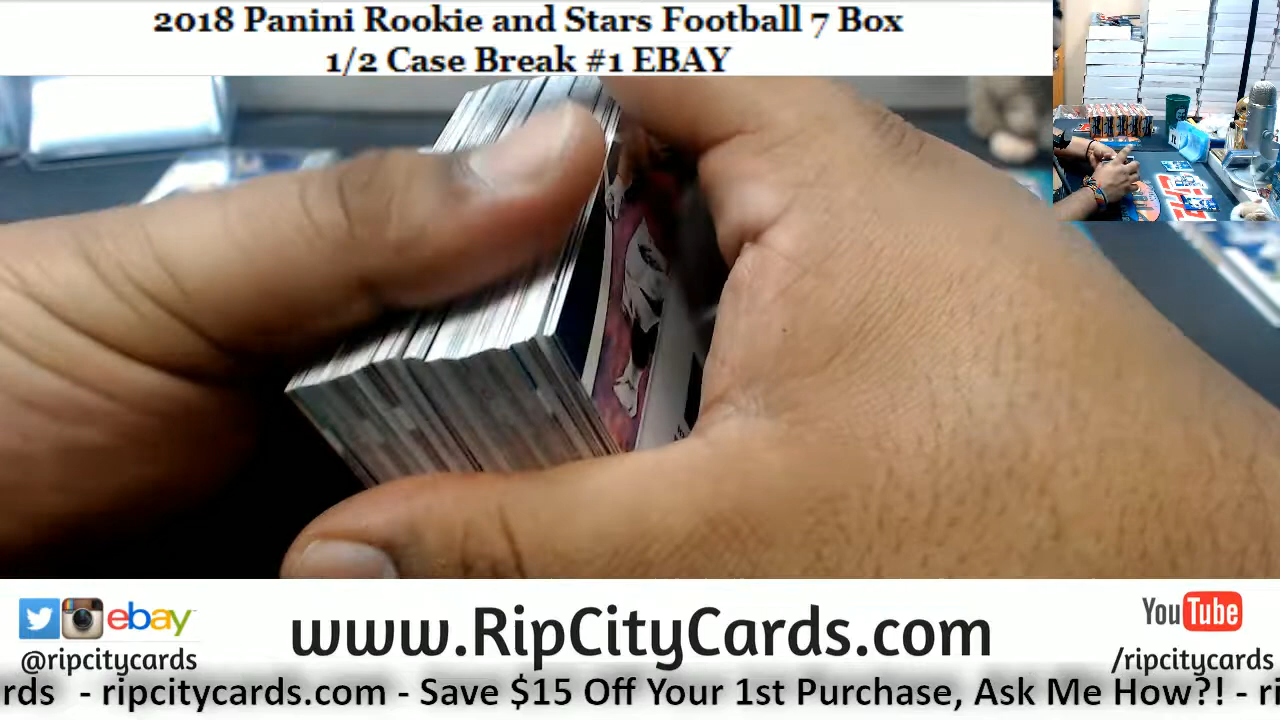 2018 Panini Rookie and Stars Football 7 Box
1/2 Case Break #1 EBAY
ebay
@ripcitycards
www.RipCityCards.com
YouTube
/ripcitycards
rds - ripcitycards.com - Save $15 Off Your 1st Purchase, Ask Me How?! - ri